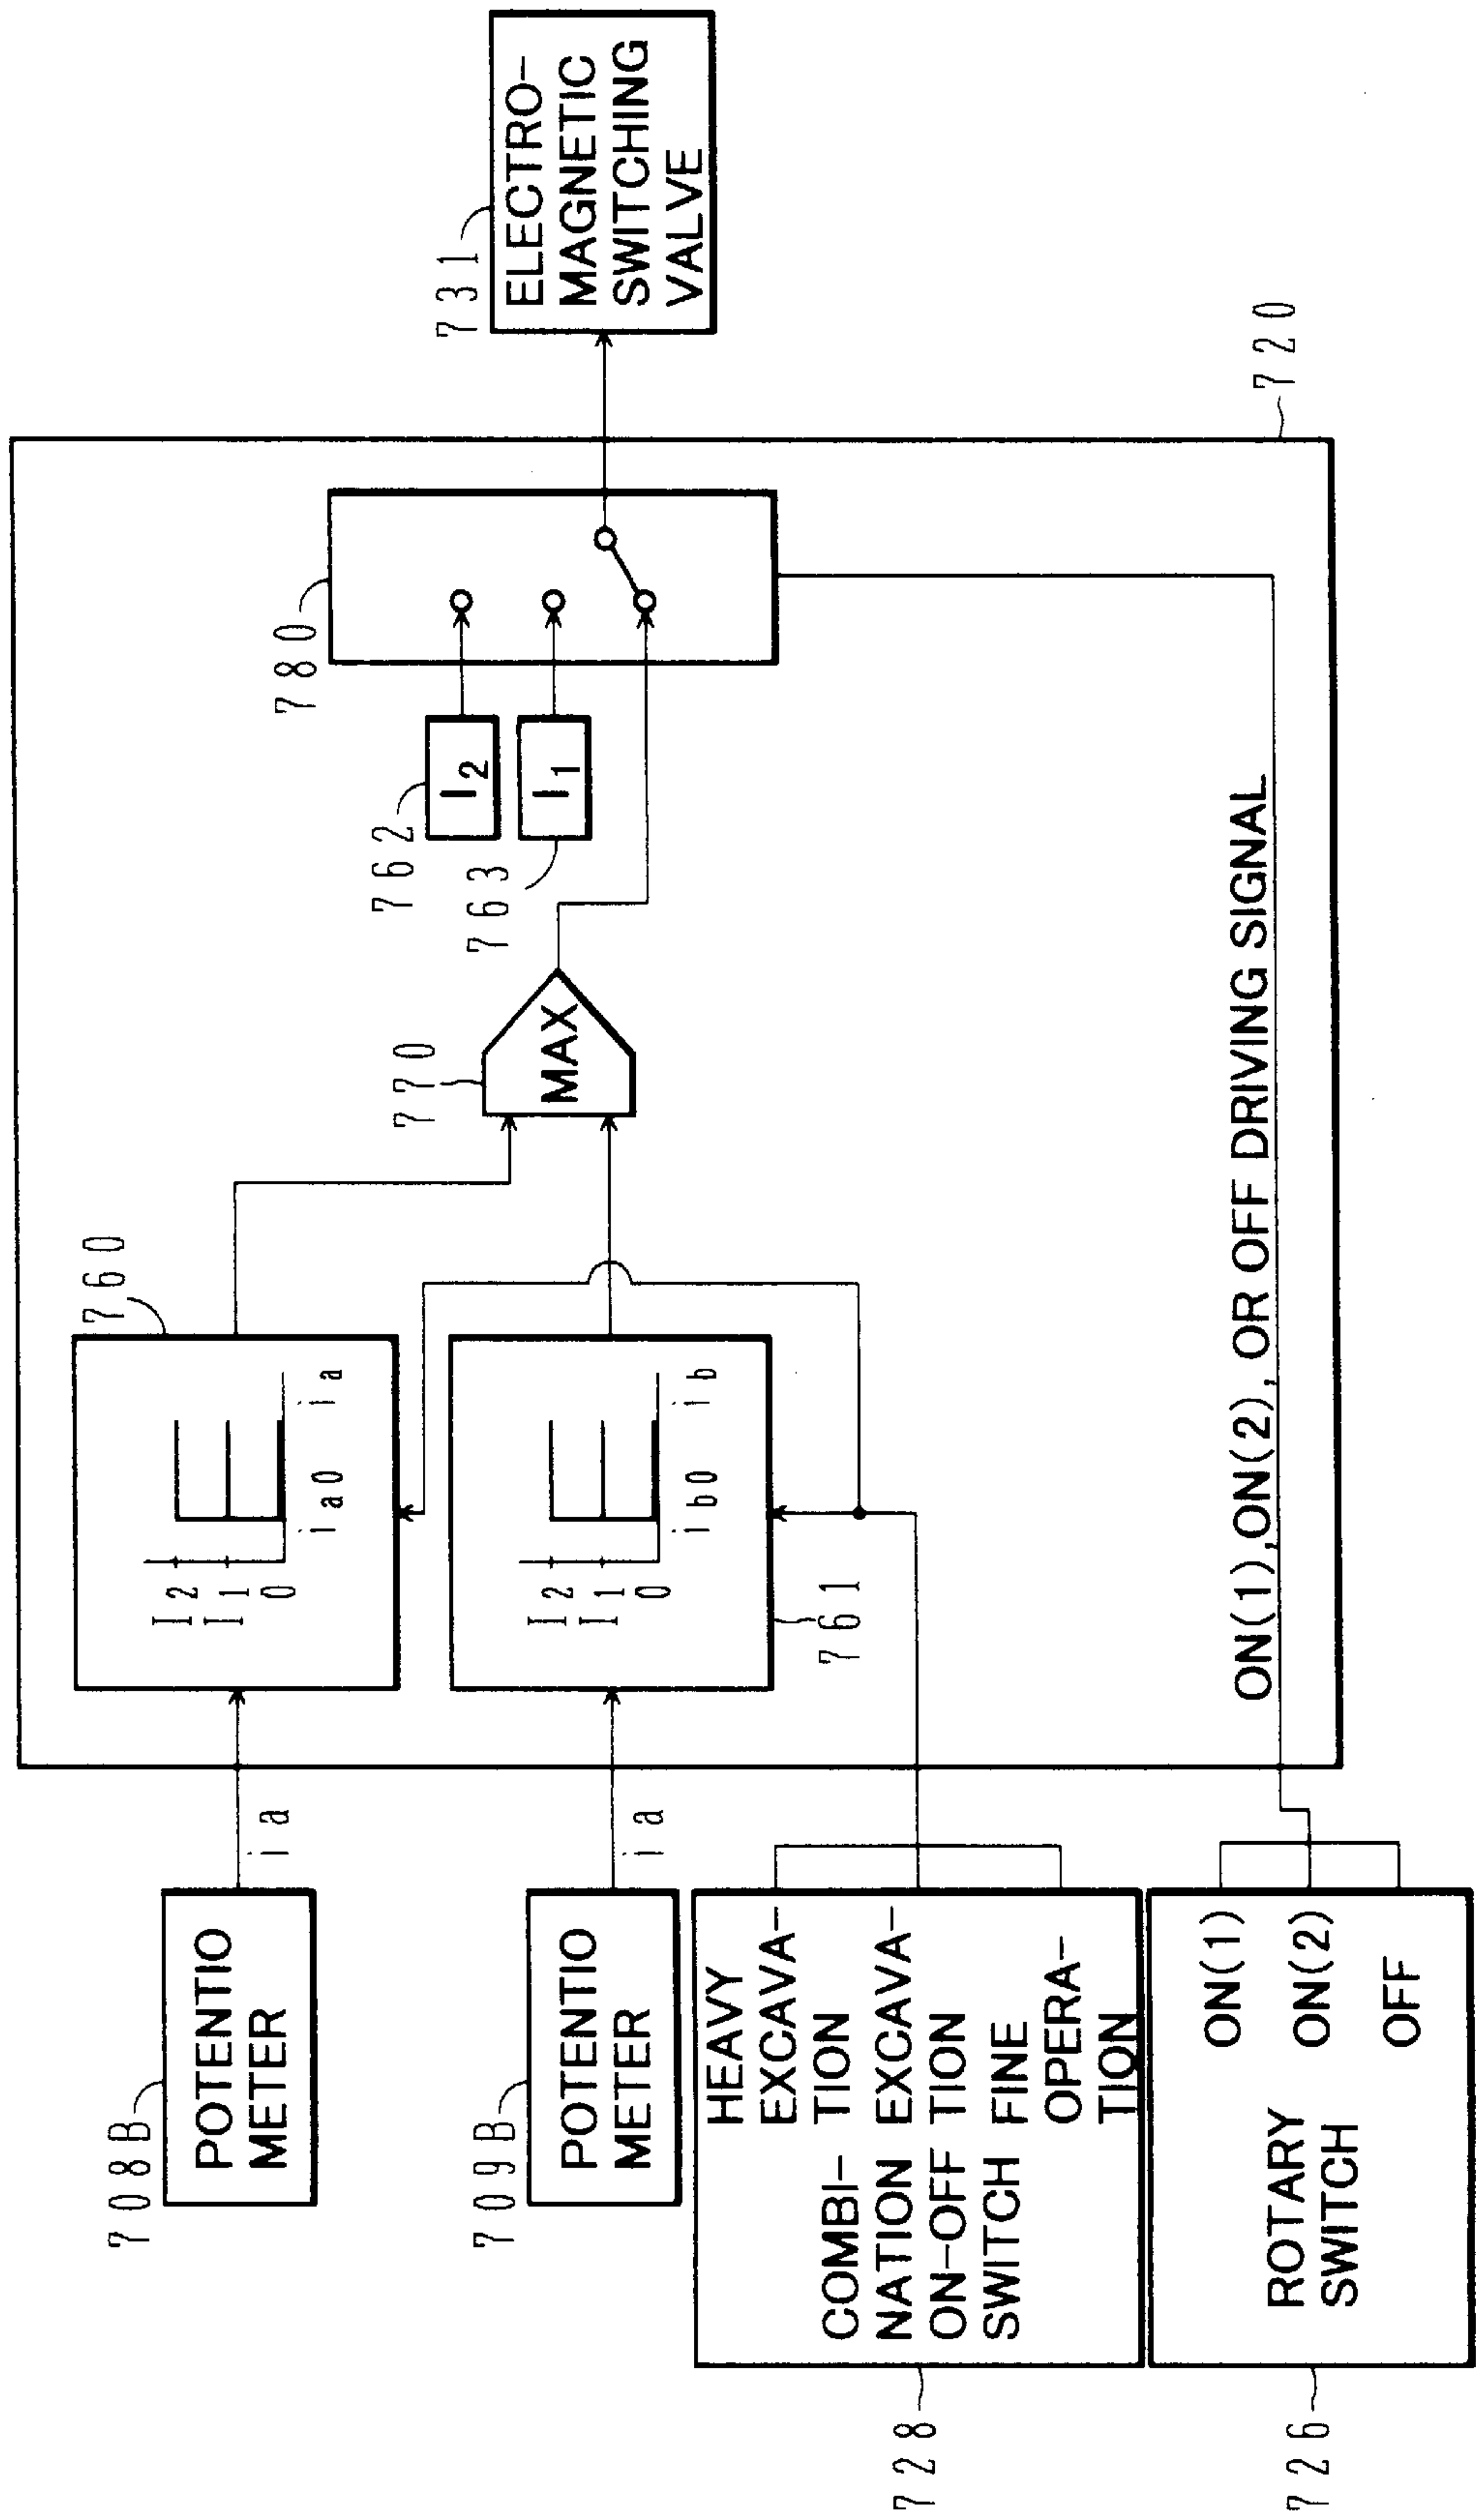 708B
POTENTIO
METER
ia
760
I2
I1
0
ia0
ia
709B
POTENTIO
METER
ia
761
I2
I1
0
ib0
ib
770
MAX
762
I2
763
I1
780
731
ELECTRO-
MAGNETIC
SWITCHING
VALVE
728
COMBI-
NATION
ON-OFF
SWITCH
HEAVY
EXCAVA-
TION
EXCAVA-
TION
FINE
OPERA-
TION
726
ROTARY
SWITCH
ON(1)
ON(2)
OFF
ON(1),ON(2), OR OFF DRIVING SIGNAL
720